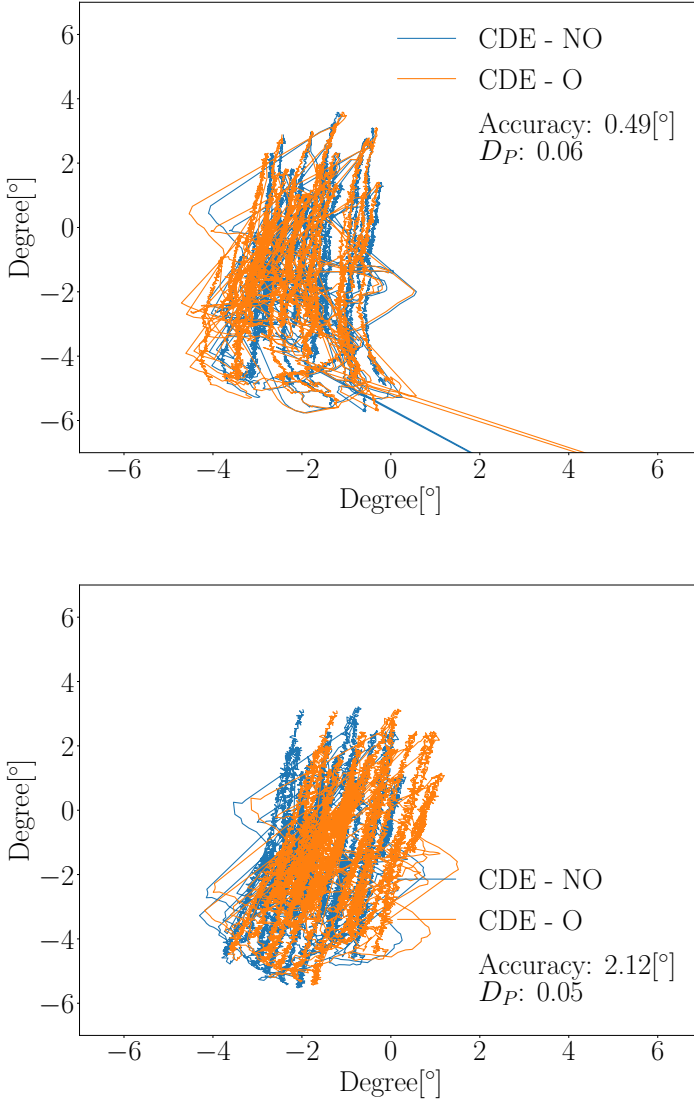 6
4
2
0
−2
−4
−6
Degree[°]
CDE - NO
CDE - O
Accuracy: 0.49[°]
D_P: 0.06
−6 −4 −2 0 2 4 6
Degree[°]
6
4
2
0
−2
−4
−6
Degree[°]
CDE - NO
CDE - O
Accuracy: 2.12[°]
D_P: 0.05
−6 −4 −2 0 2 4 6
Degree[°]